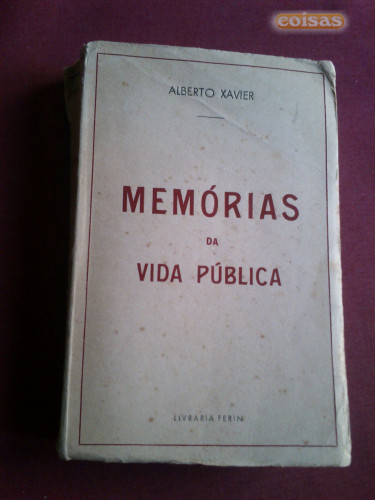 coisas
ALBERTO XAVIER
MEMÓRIAS
DA
VIDA PÚBLICA
LIVRARIA FERIN